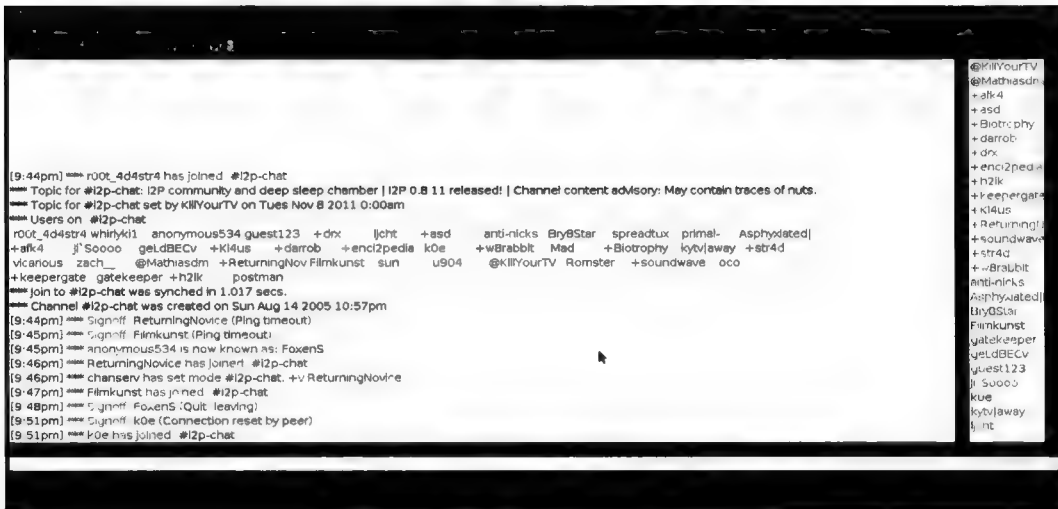 [9:44pm] *** r00t_4d4str4 has joined #i2p-chat
*** Topic for #i2p-chat: I2P community and deep sleep chamber | I2P 0.8 11 released! | Channel content advisory: May contain traces of nuts.
*** Topic for #i2p-chat set by KillYourTV on Tues Nov 8 2011 0:00am
*** Users on #i2p-chat
r00t_4d4str4 whirlyki1 anonymous534 guest123 +drx ljcht +asd anti-nicks Bry8Star spreadtux primal- Asphyxiated|
+afk4 Soooo geLdBECv +Kl4us +darrob +enci2pedia k0e +w8rabbit Mad +Biotrophy kytv|away +str4d
vicarious zach__ @Mathiasdm +ReturningNov Filmkunst sun u904 @KillYourTV Romster +soundwave oco
+keepergate gatekeeper +h2ik postman
*** Join to #i2p-chat was synched in 1.017 secs.
*** Channel #i2p-chat was created on Sun Aug 14 2005 10:57pm
[9:44pm] *** Signoff ReturningNovice (Ping timeout)
[9:45pm] *** Signoff Filmkunst (Ping timeout)
[9:45pm] *** anonymous534 is now known as: FoxenS
[9:46pm] *** ReturningNovice has joined #i2p-chat
[9 46pm] *** chanserv has set mode #i2p-chat. +v ReturningNovice
[9:47pm] *** Filmkunst has joined #i2p-chat
[9 48pm] *** Signoff FoxenS (Quit leaving)
[9:51pm] *** Signoff k0e (Connection reset by peer)
[9 51pm] *** k0e has joined #i2p-chat
@KillYourTV
@Mathiasdm
+afk4
+asd
+Biotrophy
+darrob
+drx
+enci2pedia
+h2ik
+keepergate
+Kl4us
+Returningl
+soundwave
+str4d
+w8rabbit
anti-nicks
Asphyxiated|
Bry8Star
Filmkunst
gatekeeper
geLdBECv
guest123
Soooo
k0e
kytv|away
ljcht